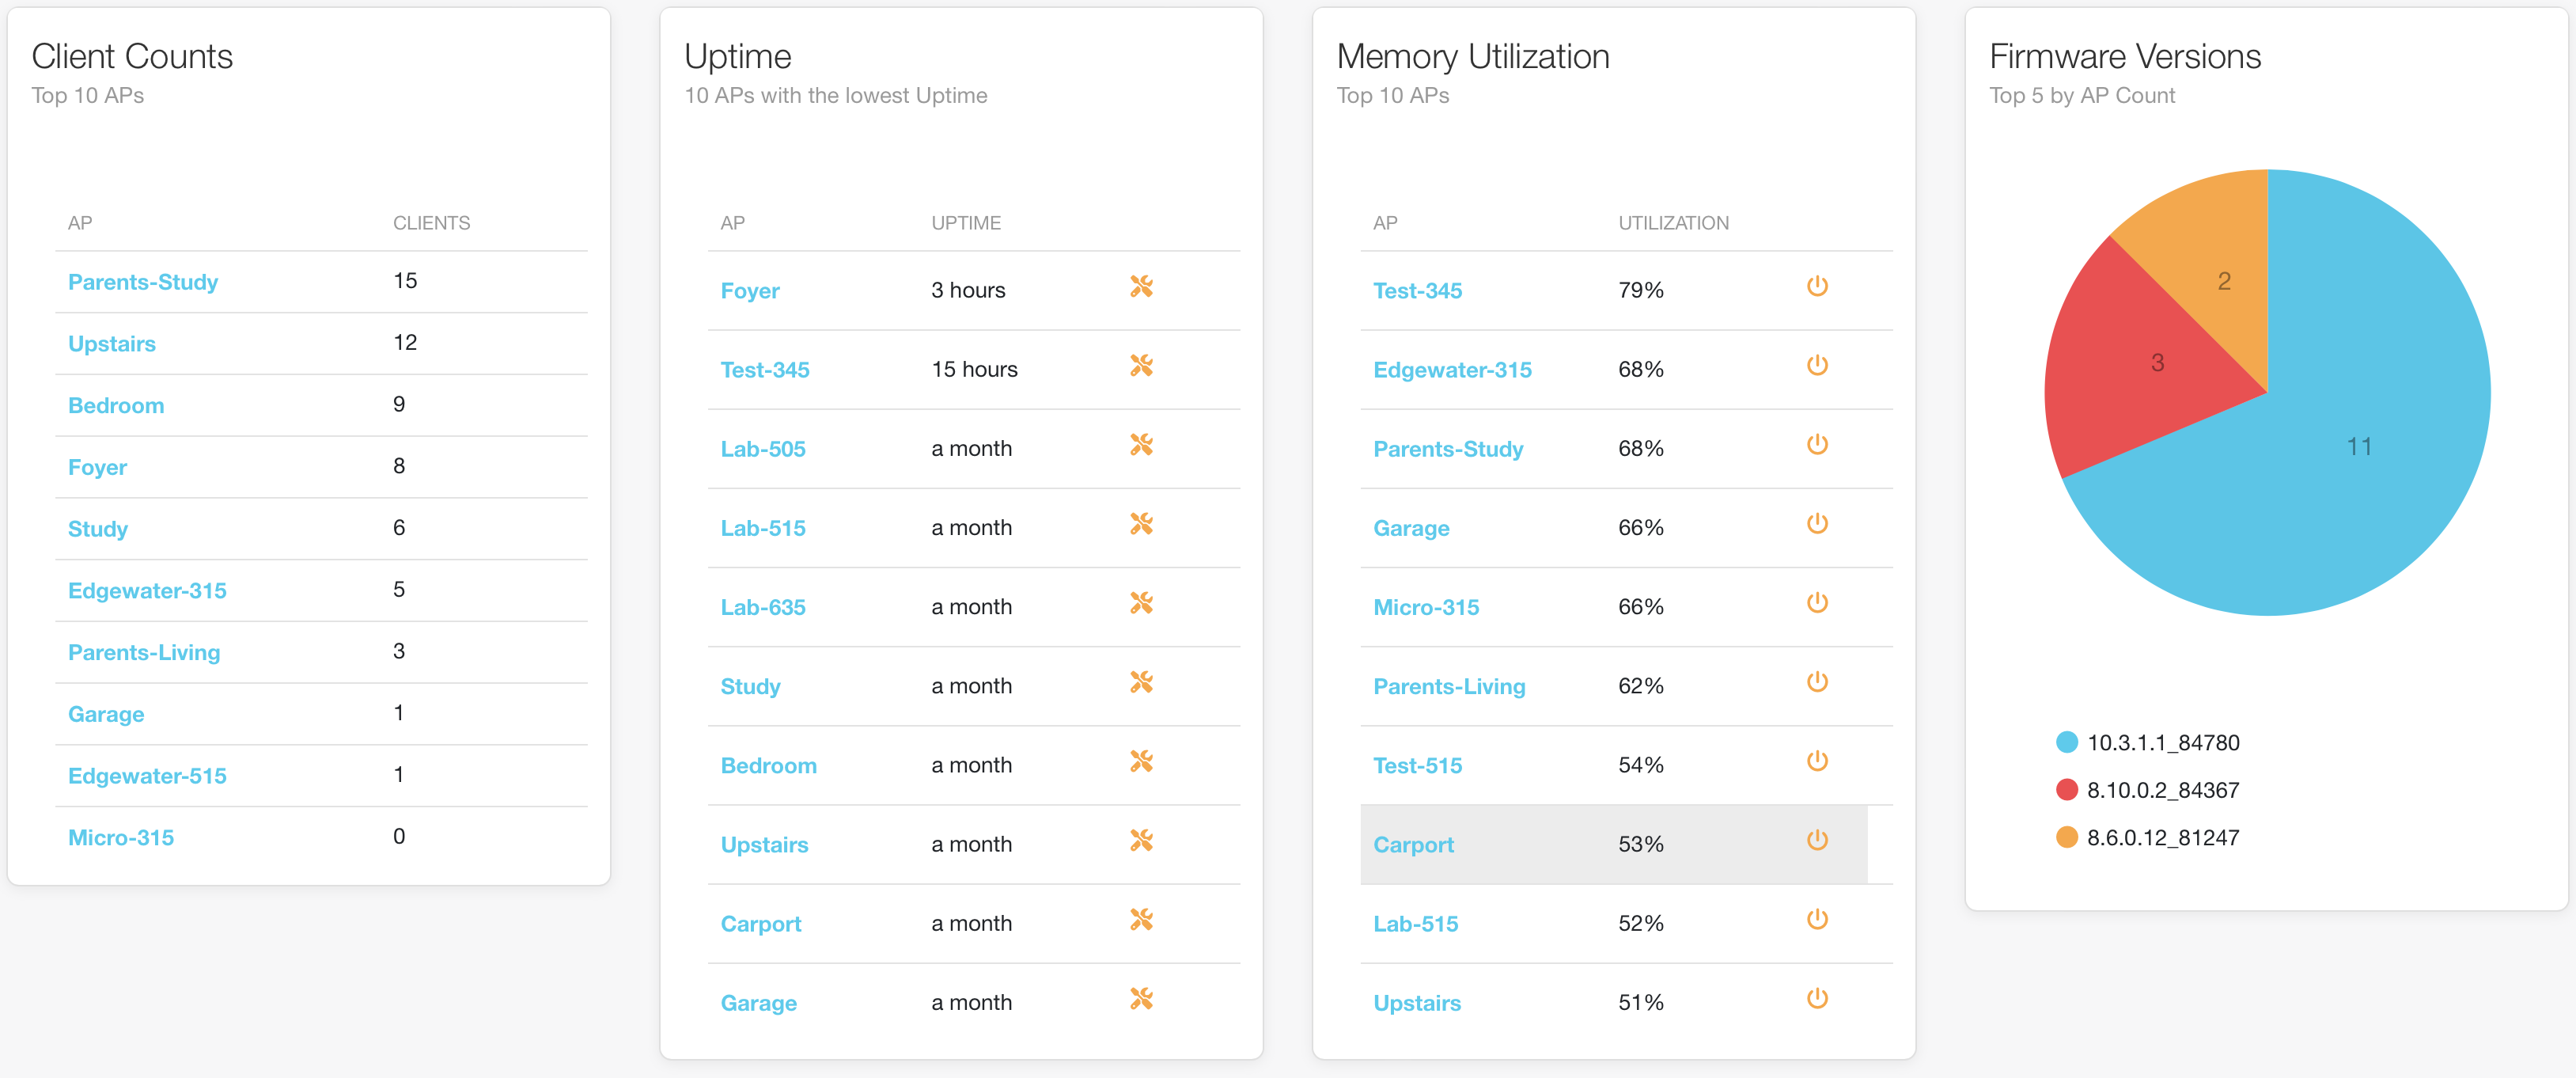 Client Counts
Top 10 APs
AP CLIENTS
Parents-Study 15
Upstairs 12
Bedroom 9
Foyer 8
Study 6
Edgewater-315 5
Parents-Living 3
Garage 1
Edgewater-515 1
Micro-315 0
Uptime
10 APs with the lowest Uptime
AP UPTIME
Foyer 3 hours
Test-345 15 hours
Lab-505 a month
Lab-515 a month
Lab-635 a month
Study a month
Bedroom a month
Upstairs a month
Carport a month
Garage a month
Memory Utilization
Top 10 APs
AP UTILIZATION
Test-345 79%
Edgewater-315 68%
Parents-Study 68%
Garage 66%
Micro-315 66%
Parents-Living 62%
Test-515 54%
Carport 53%
Lab-515 52%
Upstairs 51%
Firmware Versions
Top 5 by AP Count
2
3
11
10.3.1.1_84780
8.10.0.2_84367
8.6.0.12_81247